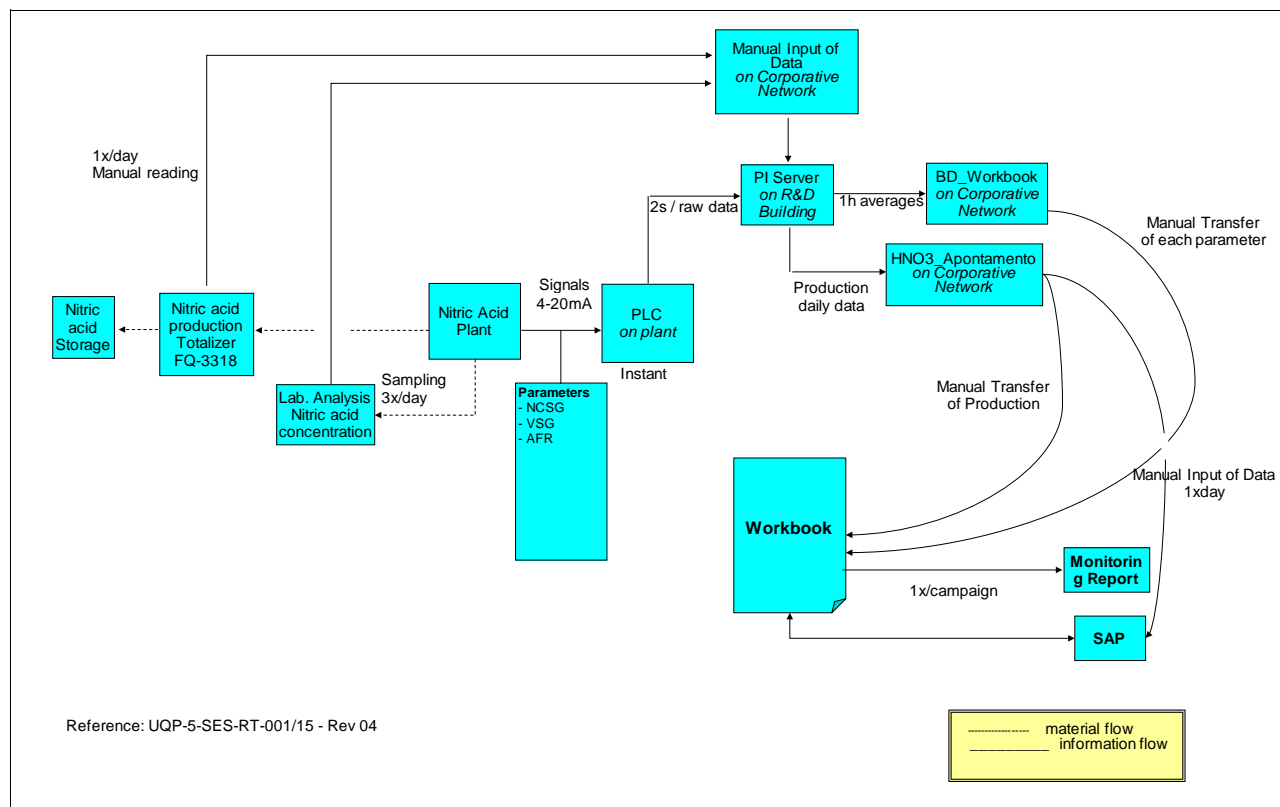 Manual Input of
Data
on Corporative
Network
1x/day
Manual reading
PI Server
on R&D
Building
2s / raw data
1h averages
BD_Workbook
on Corporative
Network
Manual Transfer
of each parameter
HNO3_Apontamento
on Corporative
Network
Production
daily data
Signals
4-20mA
Nitric
acid
Storage
Nitric acid
production
Totalizer
FQ-3318
Nitric Acid
Plant
PLC
on plant
Instant
Sampling
3x/day
Lab. Analysis
Nitric acid
concentration
Parameters
- NCSG
- VSG
- AFR
Manual Transfer
of Production
Manual Input of Data
1xday
Workbook
1x/campaign
Monitorin
g Report
SAP
Reference: UQP-5-SES-RT-001/15 - Rev 04
material flow
information flow